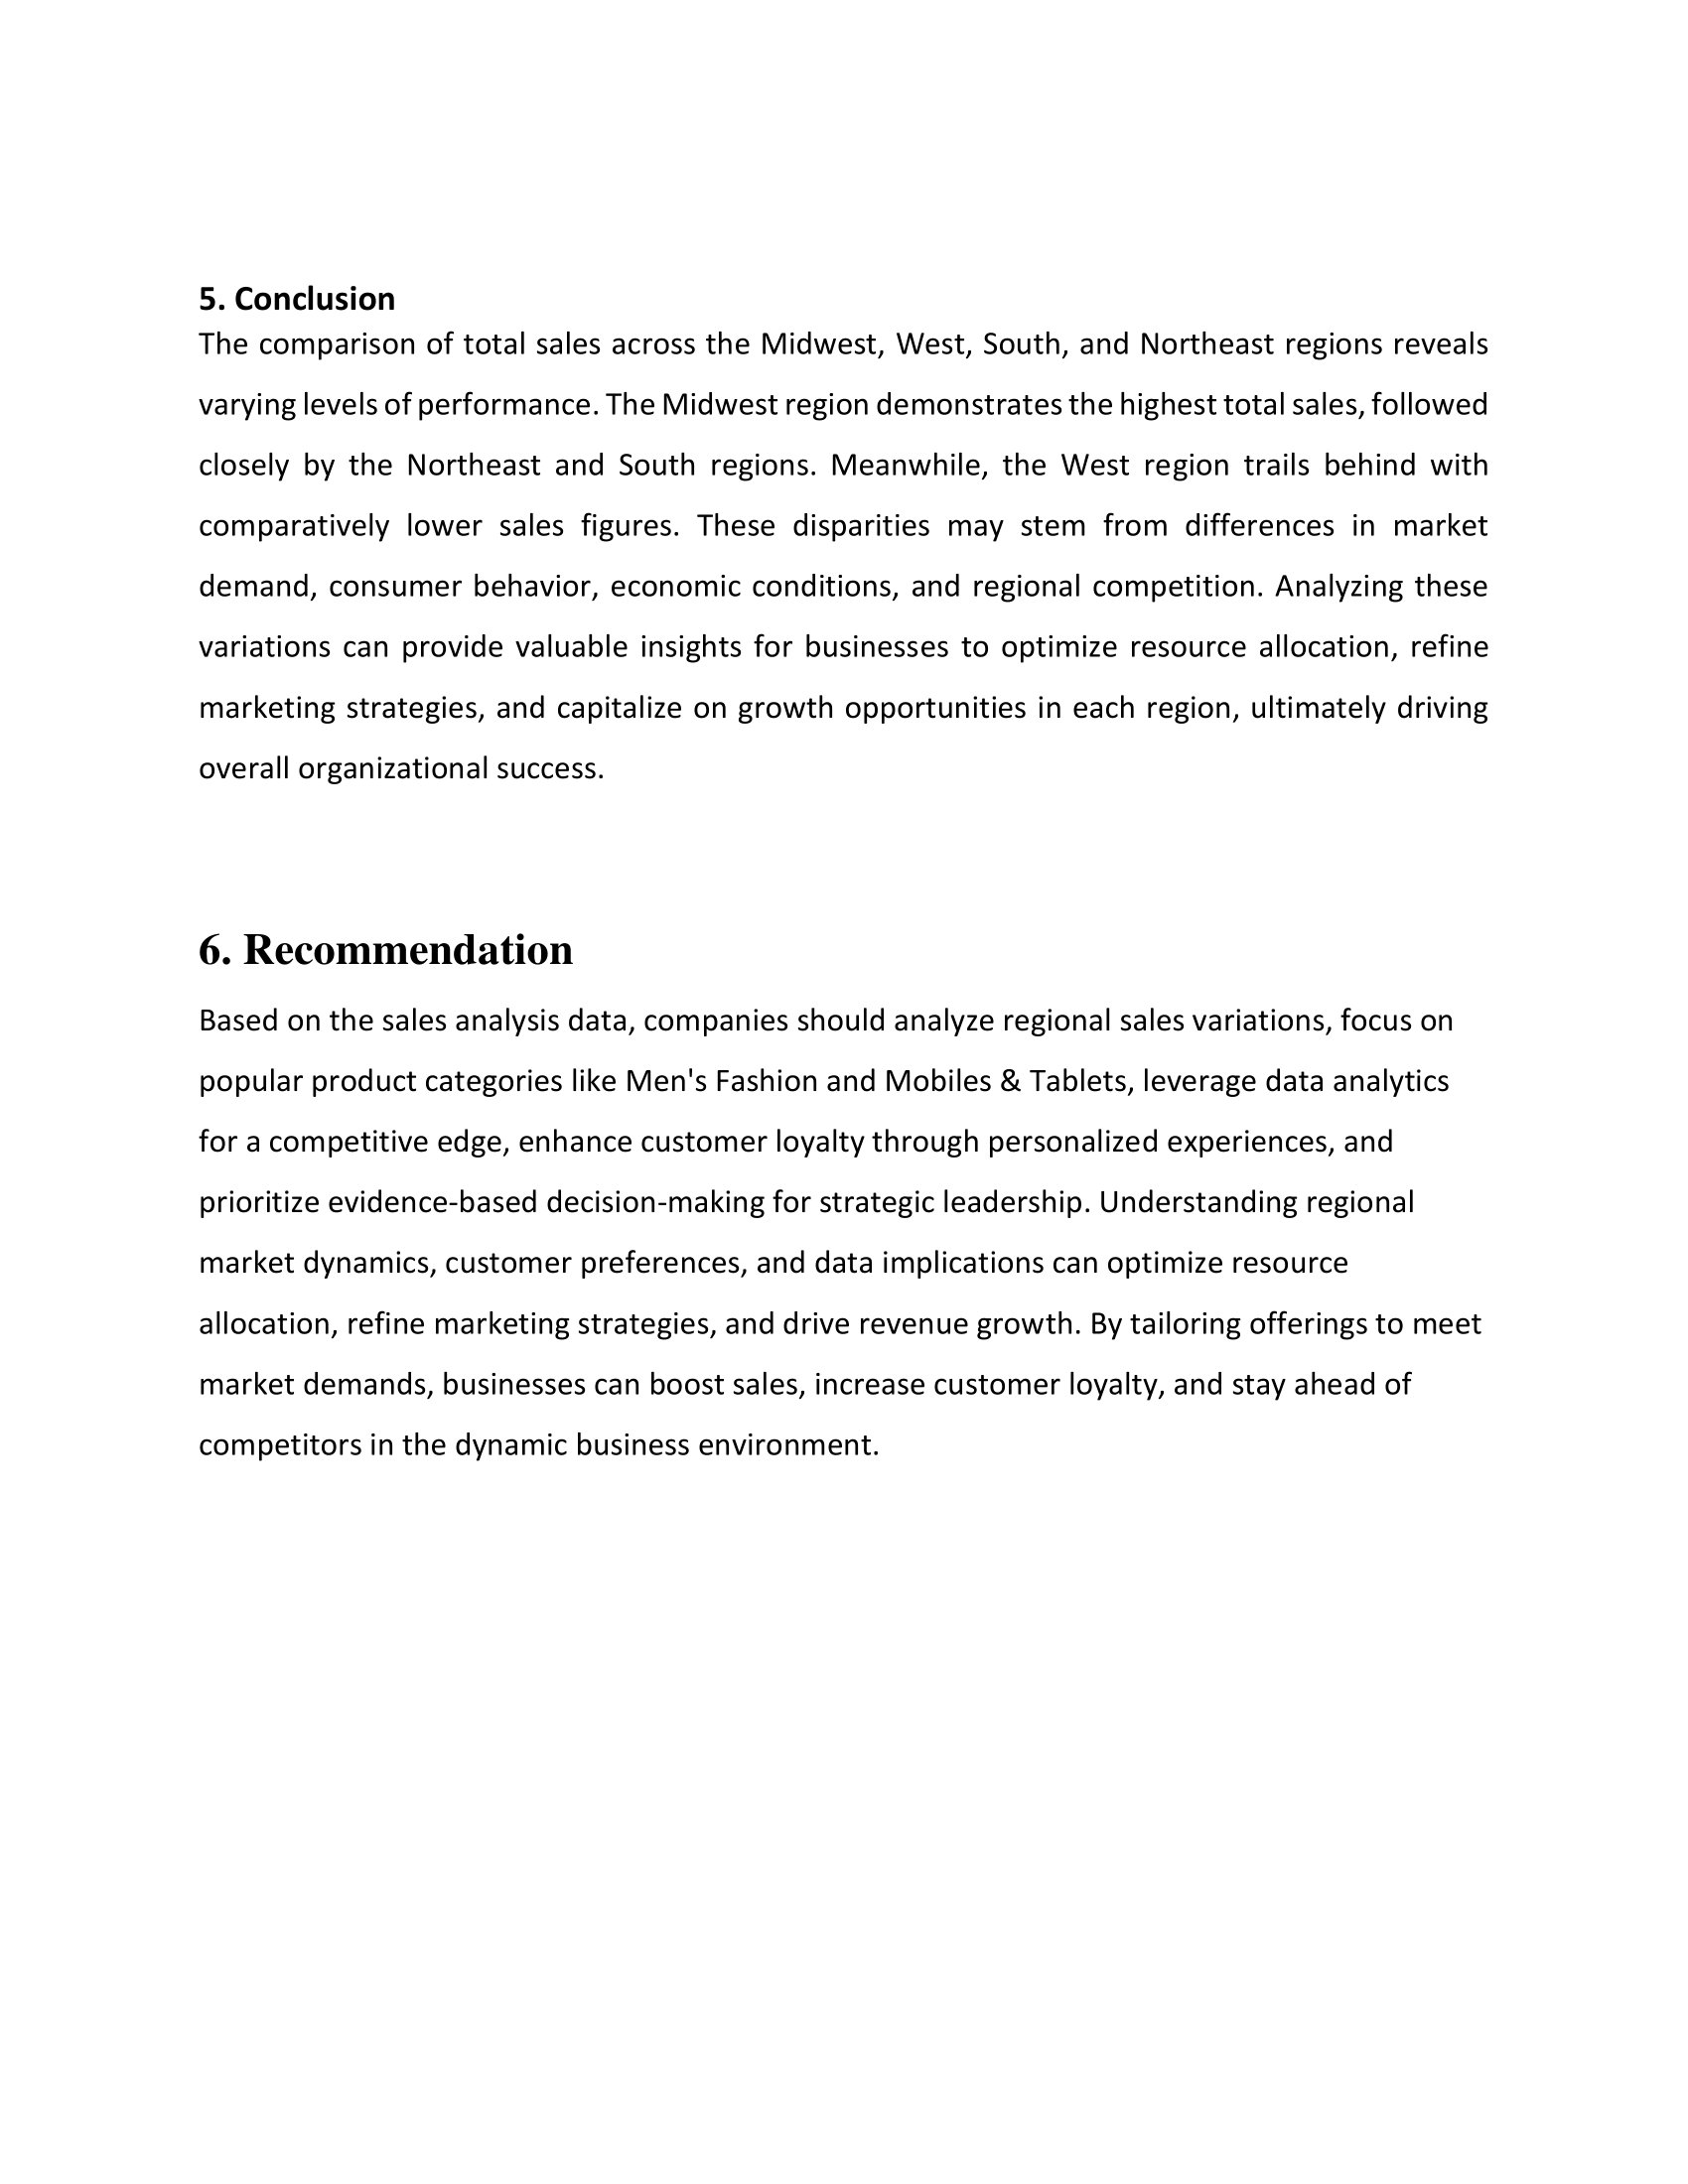 5. Conclusion
The comparison of total sales across the Midwest, West, South, and Northeast regions reveals
varying levels of performance. The Midwest region demonstrates the highest total sales, followed
closely by the Northeast and South regions. Meanwhile, the West region trails behind with
comparatively lower sales figures. These disparities may stem from differences in market
demand, consumer behavior, economic conditions, and regional competition. Analyzing these
variations can provide valuable insights for businesses to optimize resource allocation, refine
marketing strategies, and capitalize on growth opportunities in each region, ultimately driving
overall organizational success.
6. Recommendation
Based on the sales analysis data, companies should analyze regional sales variations, focus on
popular product categories like Men's Fashion and Mobiles & Tablets, leverage data analytics
for a competitive edge, enhance customer loyalty through personalized experiences, and
prioritize evidence-based decision-making for strategic leadership. Understanding regional
market dynamics, customer preferences, and data implications can optimize resource
allocation, refine marketing strategies, and drive revenue growth. By tailoring offerings to meet
market demands, businesses can boost sales, increase customer loyalty, and stay ahead of
competitors in the dynamic business environment.